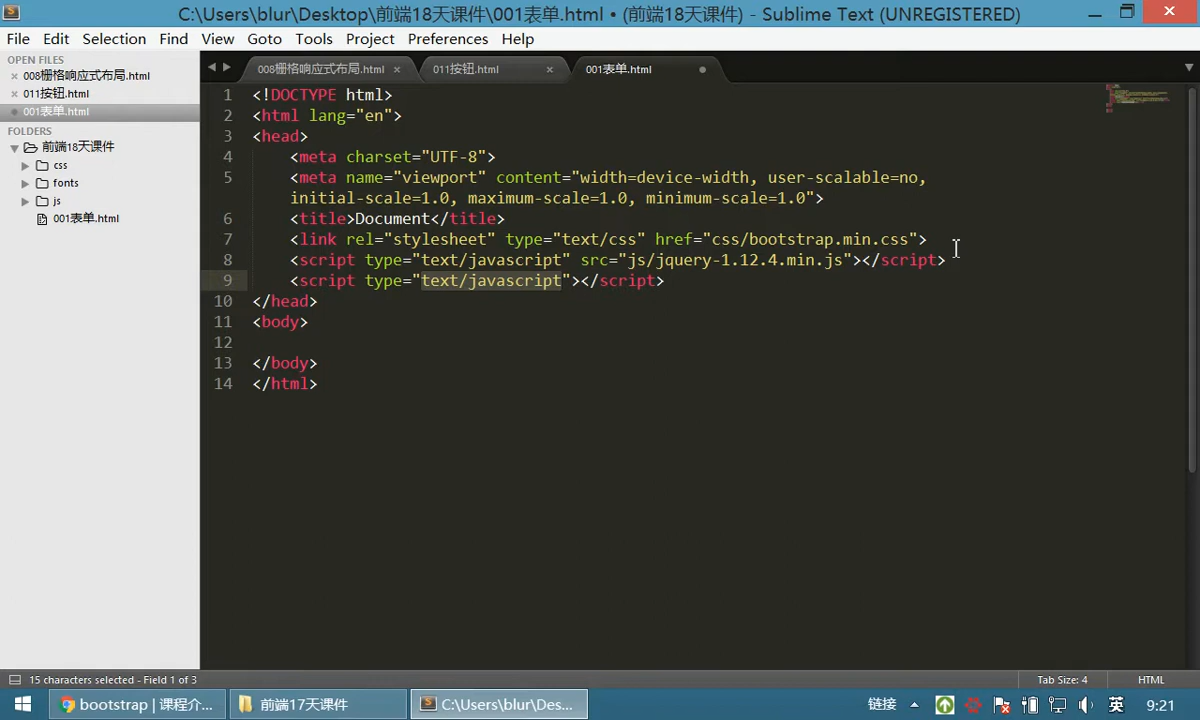 C:\Users\blur\Desktop\前端18天课件\001表单.html • (前端18天课件) - Sublime Text (UNREGISTERED)
File Edit Selection Find View Goto Tools Project Preferences Help
OPEN FILES
008栅格响应式布局.html
011按钮.html
001表单.html
FOLDERS
前端18天课件
css
fonts
js
001表单.html
008栅格响应式布局.html 011按钮.html 001表单.html
1 <!DOCTYPE html>
2 <html lang="en">
3 <head>
4 <meta charset="UTF-8">
5 <meta name="viewport" content="width=device-width, user-scalable=no,
initial-scale=1.0, maximum-scale=1.0, minimum-scale=1.0">
6 <title>Document</title>
7 <link rel="stylesheet" type="text/css" href="css/bootstrap.min.css">
8 <script type="text/javascript" src="js/jquery-1.12.4.min.js"></script>
9 <script type="text/javascript"></script>
10 </head>
11 <body>
12
13 </body>
14 </html>
15 characters selected - Field 1 of 3 Tab Size: 4 HTML
bootstrap | 课程介... 前端17天课件 C:\Users\blur\Des... 链接 英 9:21